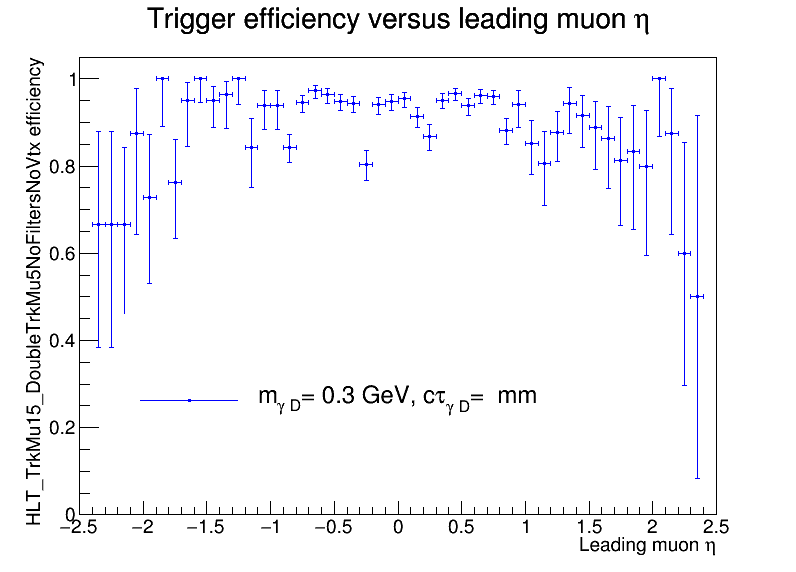 Trigger efficiency versus leading muon η
HLT_TrkMu15_DoubleTrkMu5NoFiltersNoVtx efficiency
1
0.8
0.6
0.4
0.2
0
m_γ D= 0.3 GeV, cτ_γ D=  mm
−2.5 −2 −1.5 −1 −0.5 0 0.5 1 1.5 2 2.5
Leading muon η